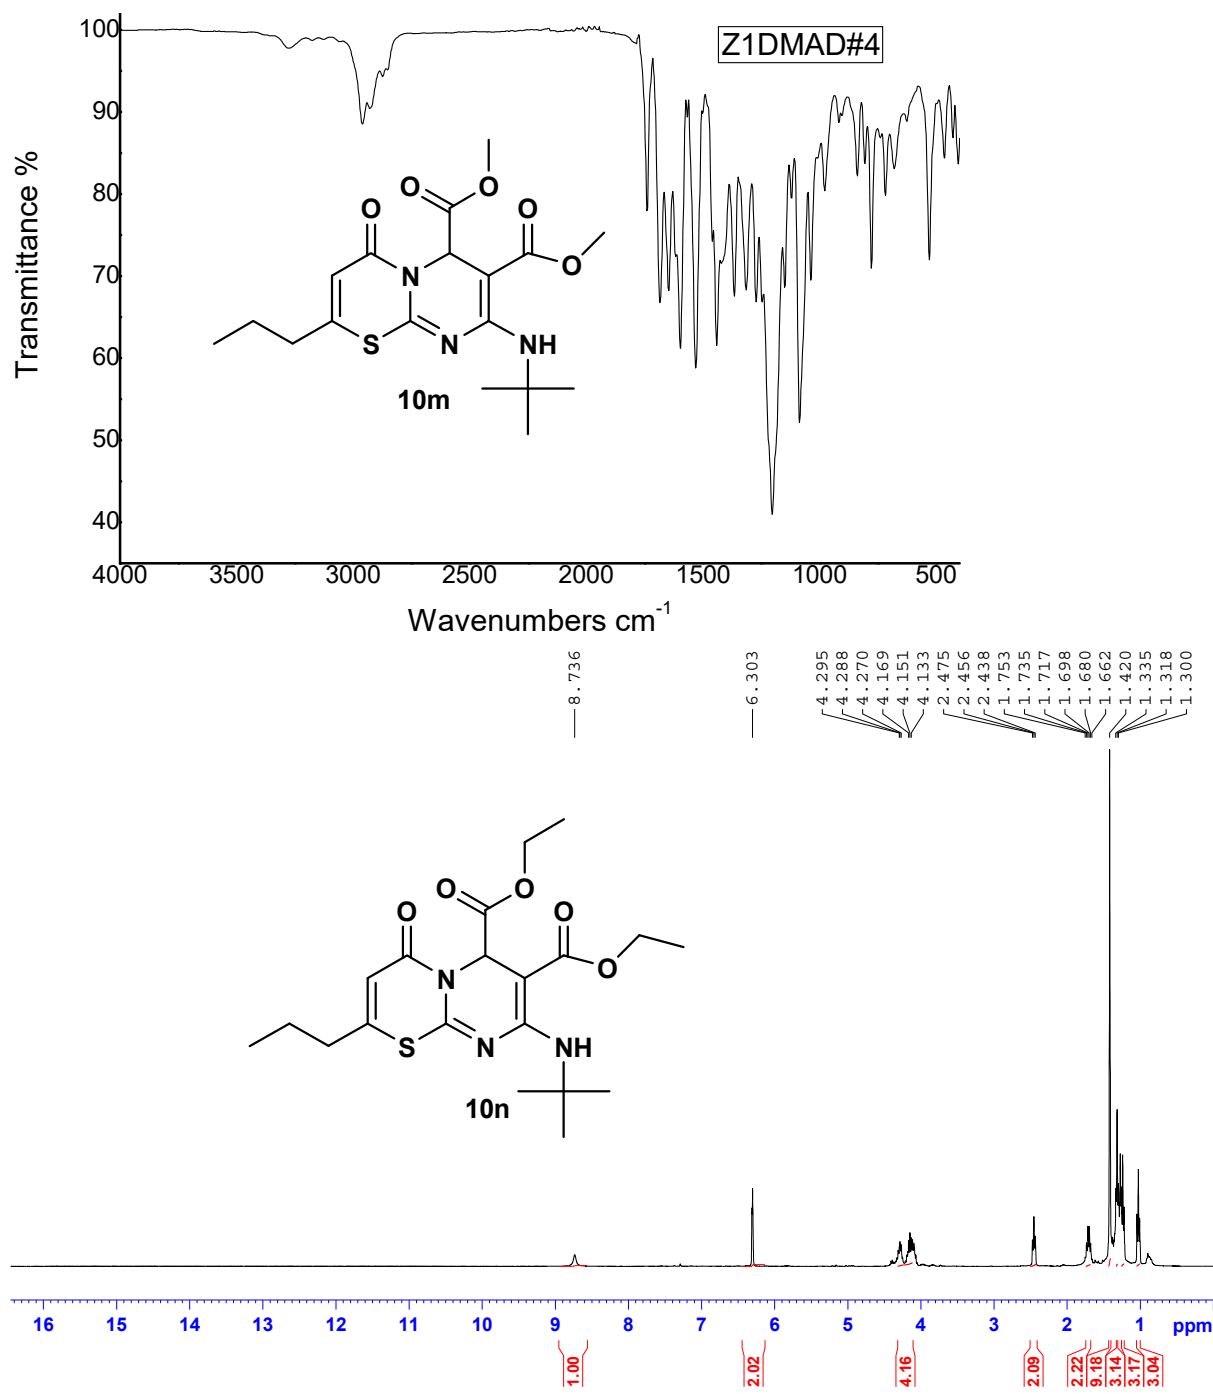 Z1DMAD#4
100
90
80
70
60
50
40
Transmittance %
O
O
O
O
O
N
S
N
NH
10m
4000 3500 3000 2500 2000 1500 1000 500
Wavenumbers cm-1
8.736
6.303
4.295
4.288
4.270
4.169
4.151
4.133
2.475
2.456
2.438
1.753
1.735
1.717
1.698
1.680
1.662
1.420
1.335
1.318
1.300
O
O
O
O
O
N
S
N
NH
10n
16 15 14 13 12 11 10 9 8 7 6 5 4 3 2 1 ppm
1.00
2.02
4.16
2.09
2.22
9.18
3.14
3.17
3.04